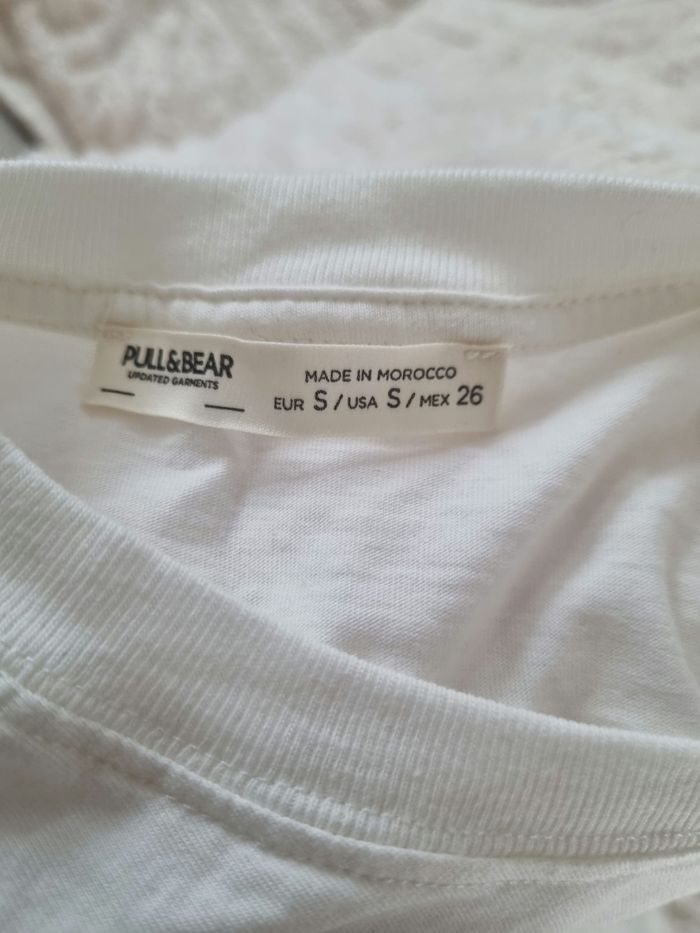 PULL&BEAR
UPDATED GARMENTS
MADE IN MOROCCO
EUR S / USA S / MEX 26